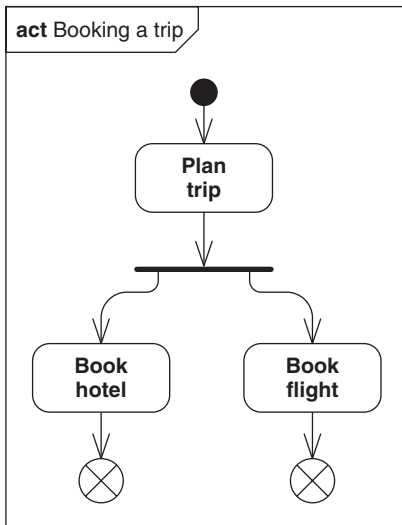 act Booking a trip
Plan
trip
Book
hotel
Book
flight